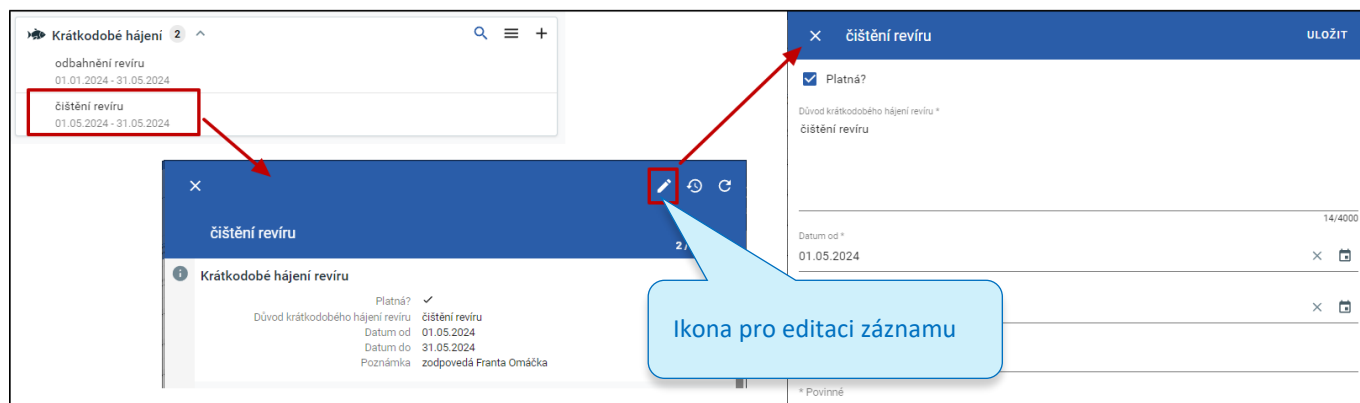 Krátkodobé hájení 2
odbahnění revíru
01.01.2024 - 31.05.2024
čištění revíru
01.05.2024 - 31.05.2024
čištění revíru
2/
Krátkodobé hájení revíru
Platná?
Důvod krátkodobého hájení revíru čištění revíru
Datum od 01.05.2024
Datum do 31.05.2024
Poznámka zodpovedá Franta Omáčka
Ikona pro editaci záznamu
čištění revíru ULOŽIT
Platná?
Důvod krátkodobého hájení revíru *
čištění revíru
14/4000
Datum od *
01.05.2024
* Povinné